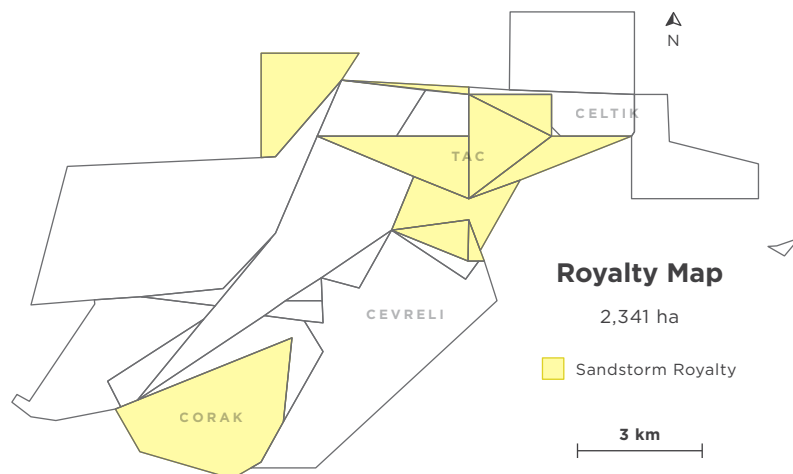 N
CELTIK
TAC
Royalty Map
2,341 ha
CEVRELI
Sandstorm Royalty
CORAK
3 km